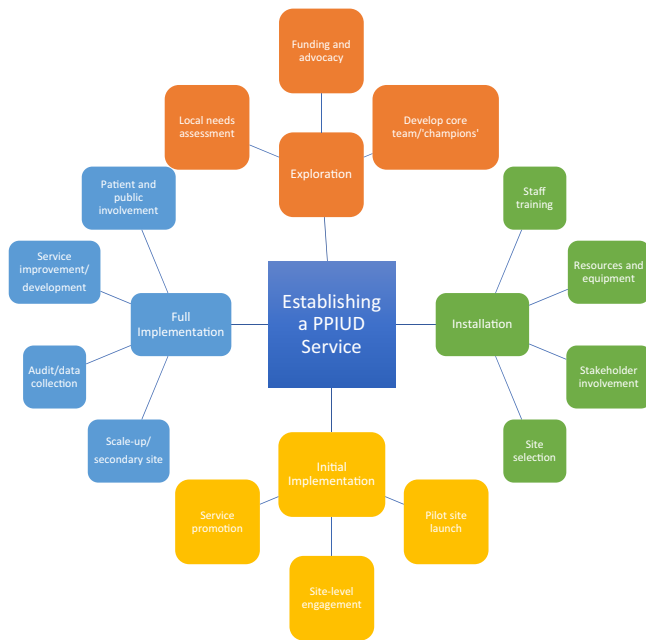 Funding and
advocacy
Local needs
assessment
Develop core
team/'champions'
Exploration
Patient and
public
involvement
Service
improvement/
development
Full
Implementation
Audit/data
collection
Scale-up/
secondary site
Establishing
a PPIUD
Service
Staff
training
Resources and
equipment
Installation
Stakeholder
involvement
Site
selection
Initial
Implementation
Service
promotion
Pilot site
launch
Site-level
engagement